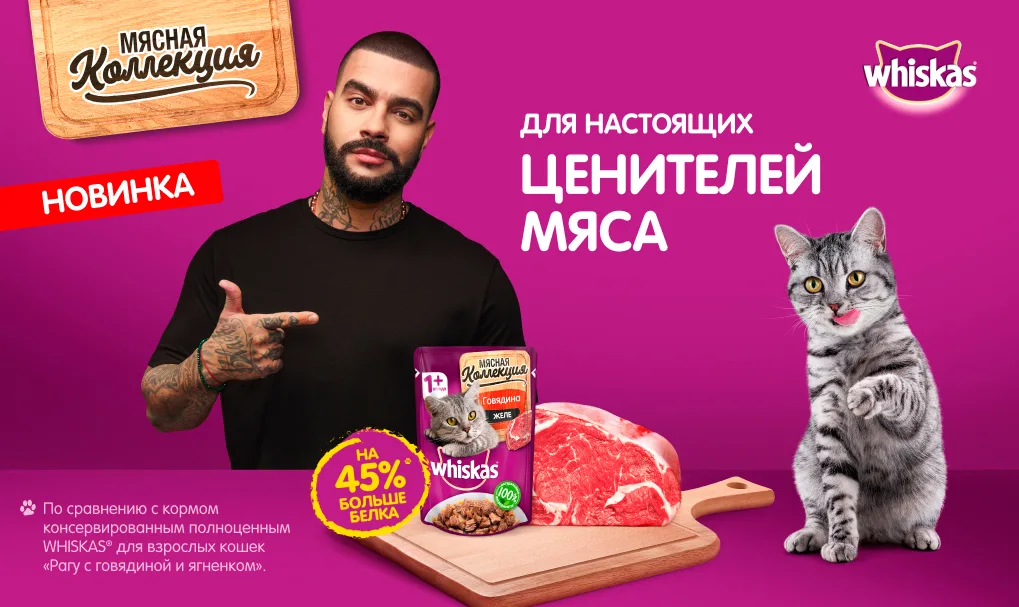 МЯСНАЯ
Коллекция
whiskas®
ДЛЯ НАСТОЯЩИХ
ЦЕНИТЕЛЕЙ
МЯСА
НОВИНКА
МЯСНАЯ
Коллекция
1+
Говядина
ЖЕЛЕ
whiskas
100%
НА
45%
БОЛЬШЕ
БЕЛКА
По сравнению с кормом
консервированным полноценным
WHISKAS® для взрослых кошек
«Рагу с говядиной и ягненком».